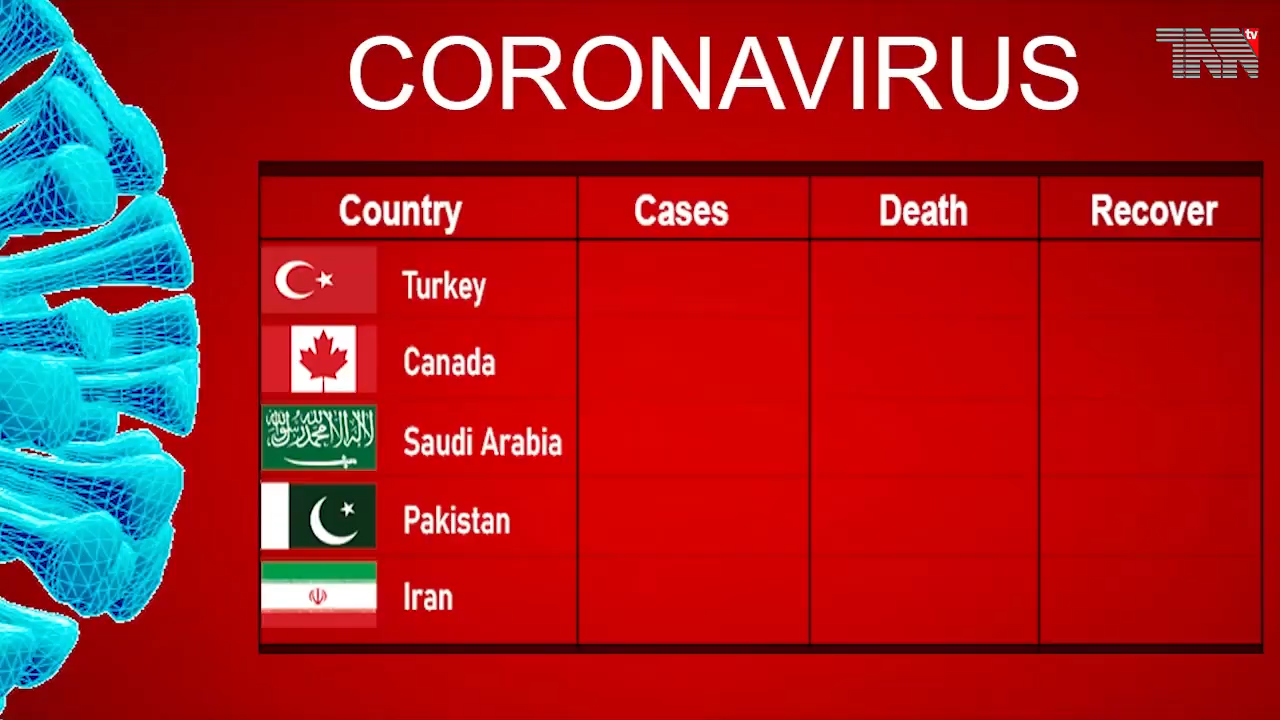 CORONAVIRUS
TNN tv
Country Cases Death Recover
Turkey
Canada
Saudi Arabia
Pakistan
Iran